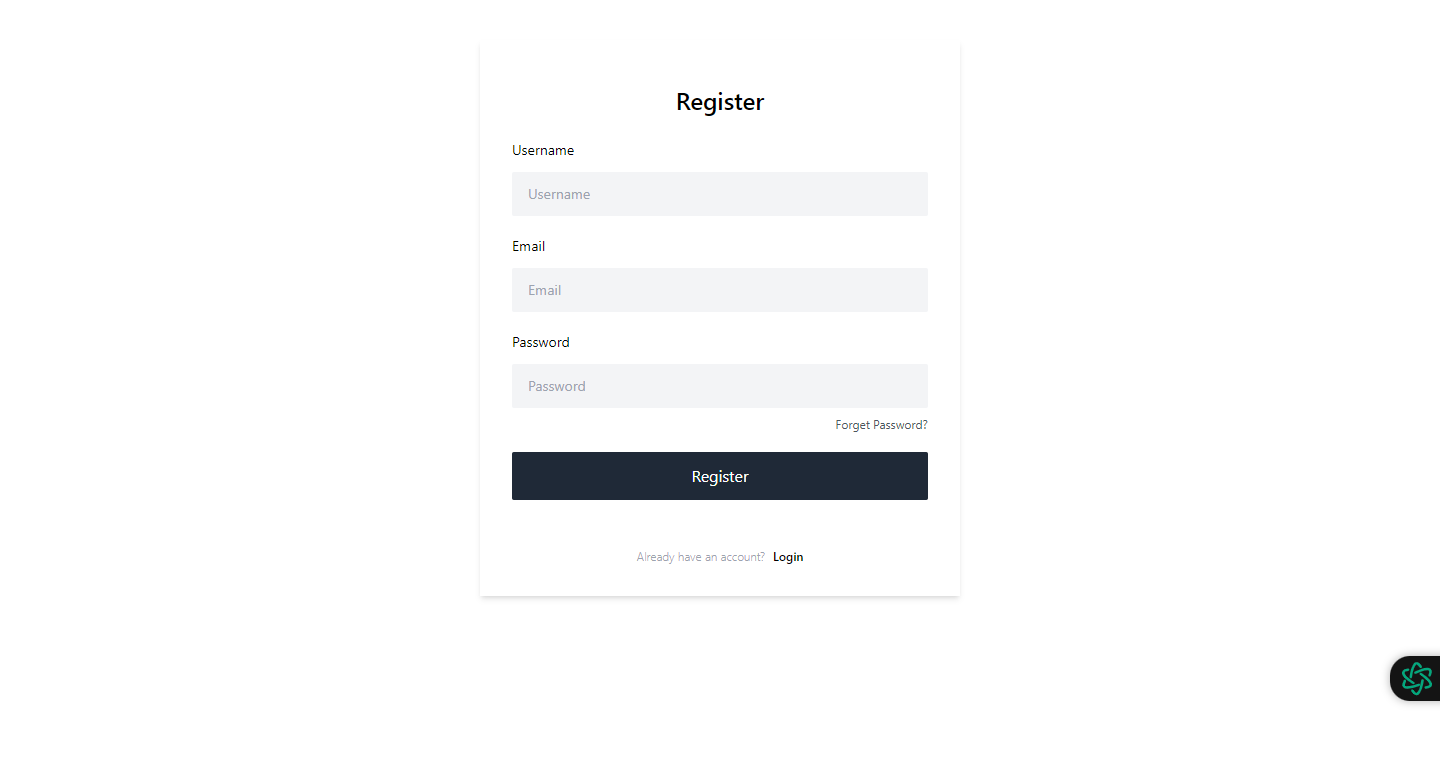 Register
Username
Username
Email
Email
Password
Password
Forget Password?
Register
Already have an account? Login